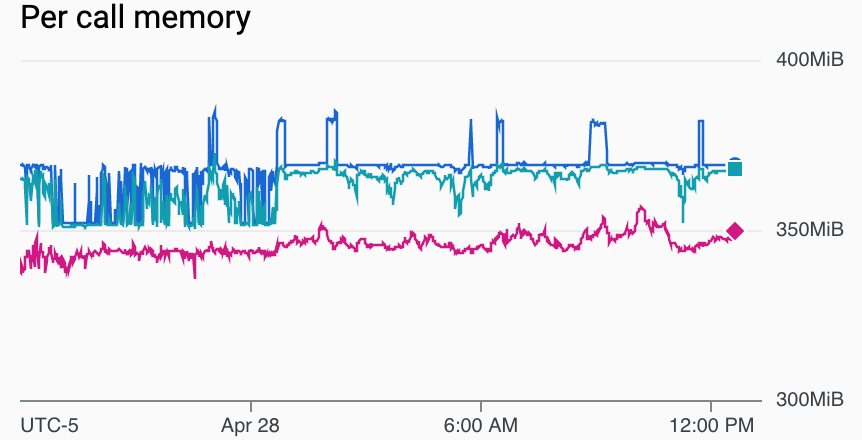 Per call memory
400MiB
350MiB
300MiB
UTC-5 Apr 28 6:00 AM 12:00 PM